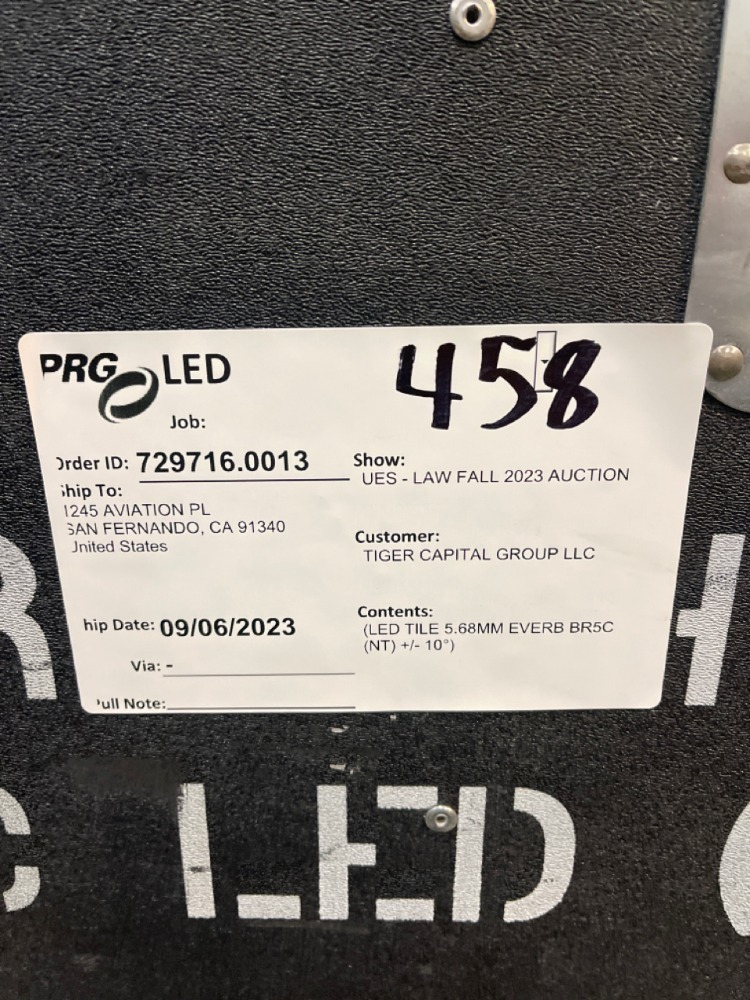 PRG LED
458
Job:
Order ID: 729716.0013
Ship To:
1245 AVIATION PL
SAN FERNANDO, CA 91340
United States
Show:
UES - LAW FALL 2023 AUCTION
Customer:
TIGER CAPITAL GROUP LLC
hip Date: 09/06/2023
Contents:
(LED TILE 5.68MM EVERB BR5C
(NT) +/- 10°)
Via: -
ull Note:
R H
C LED